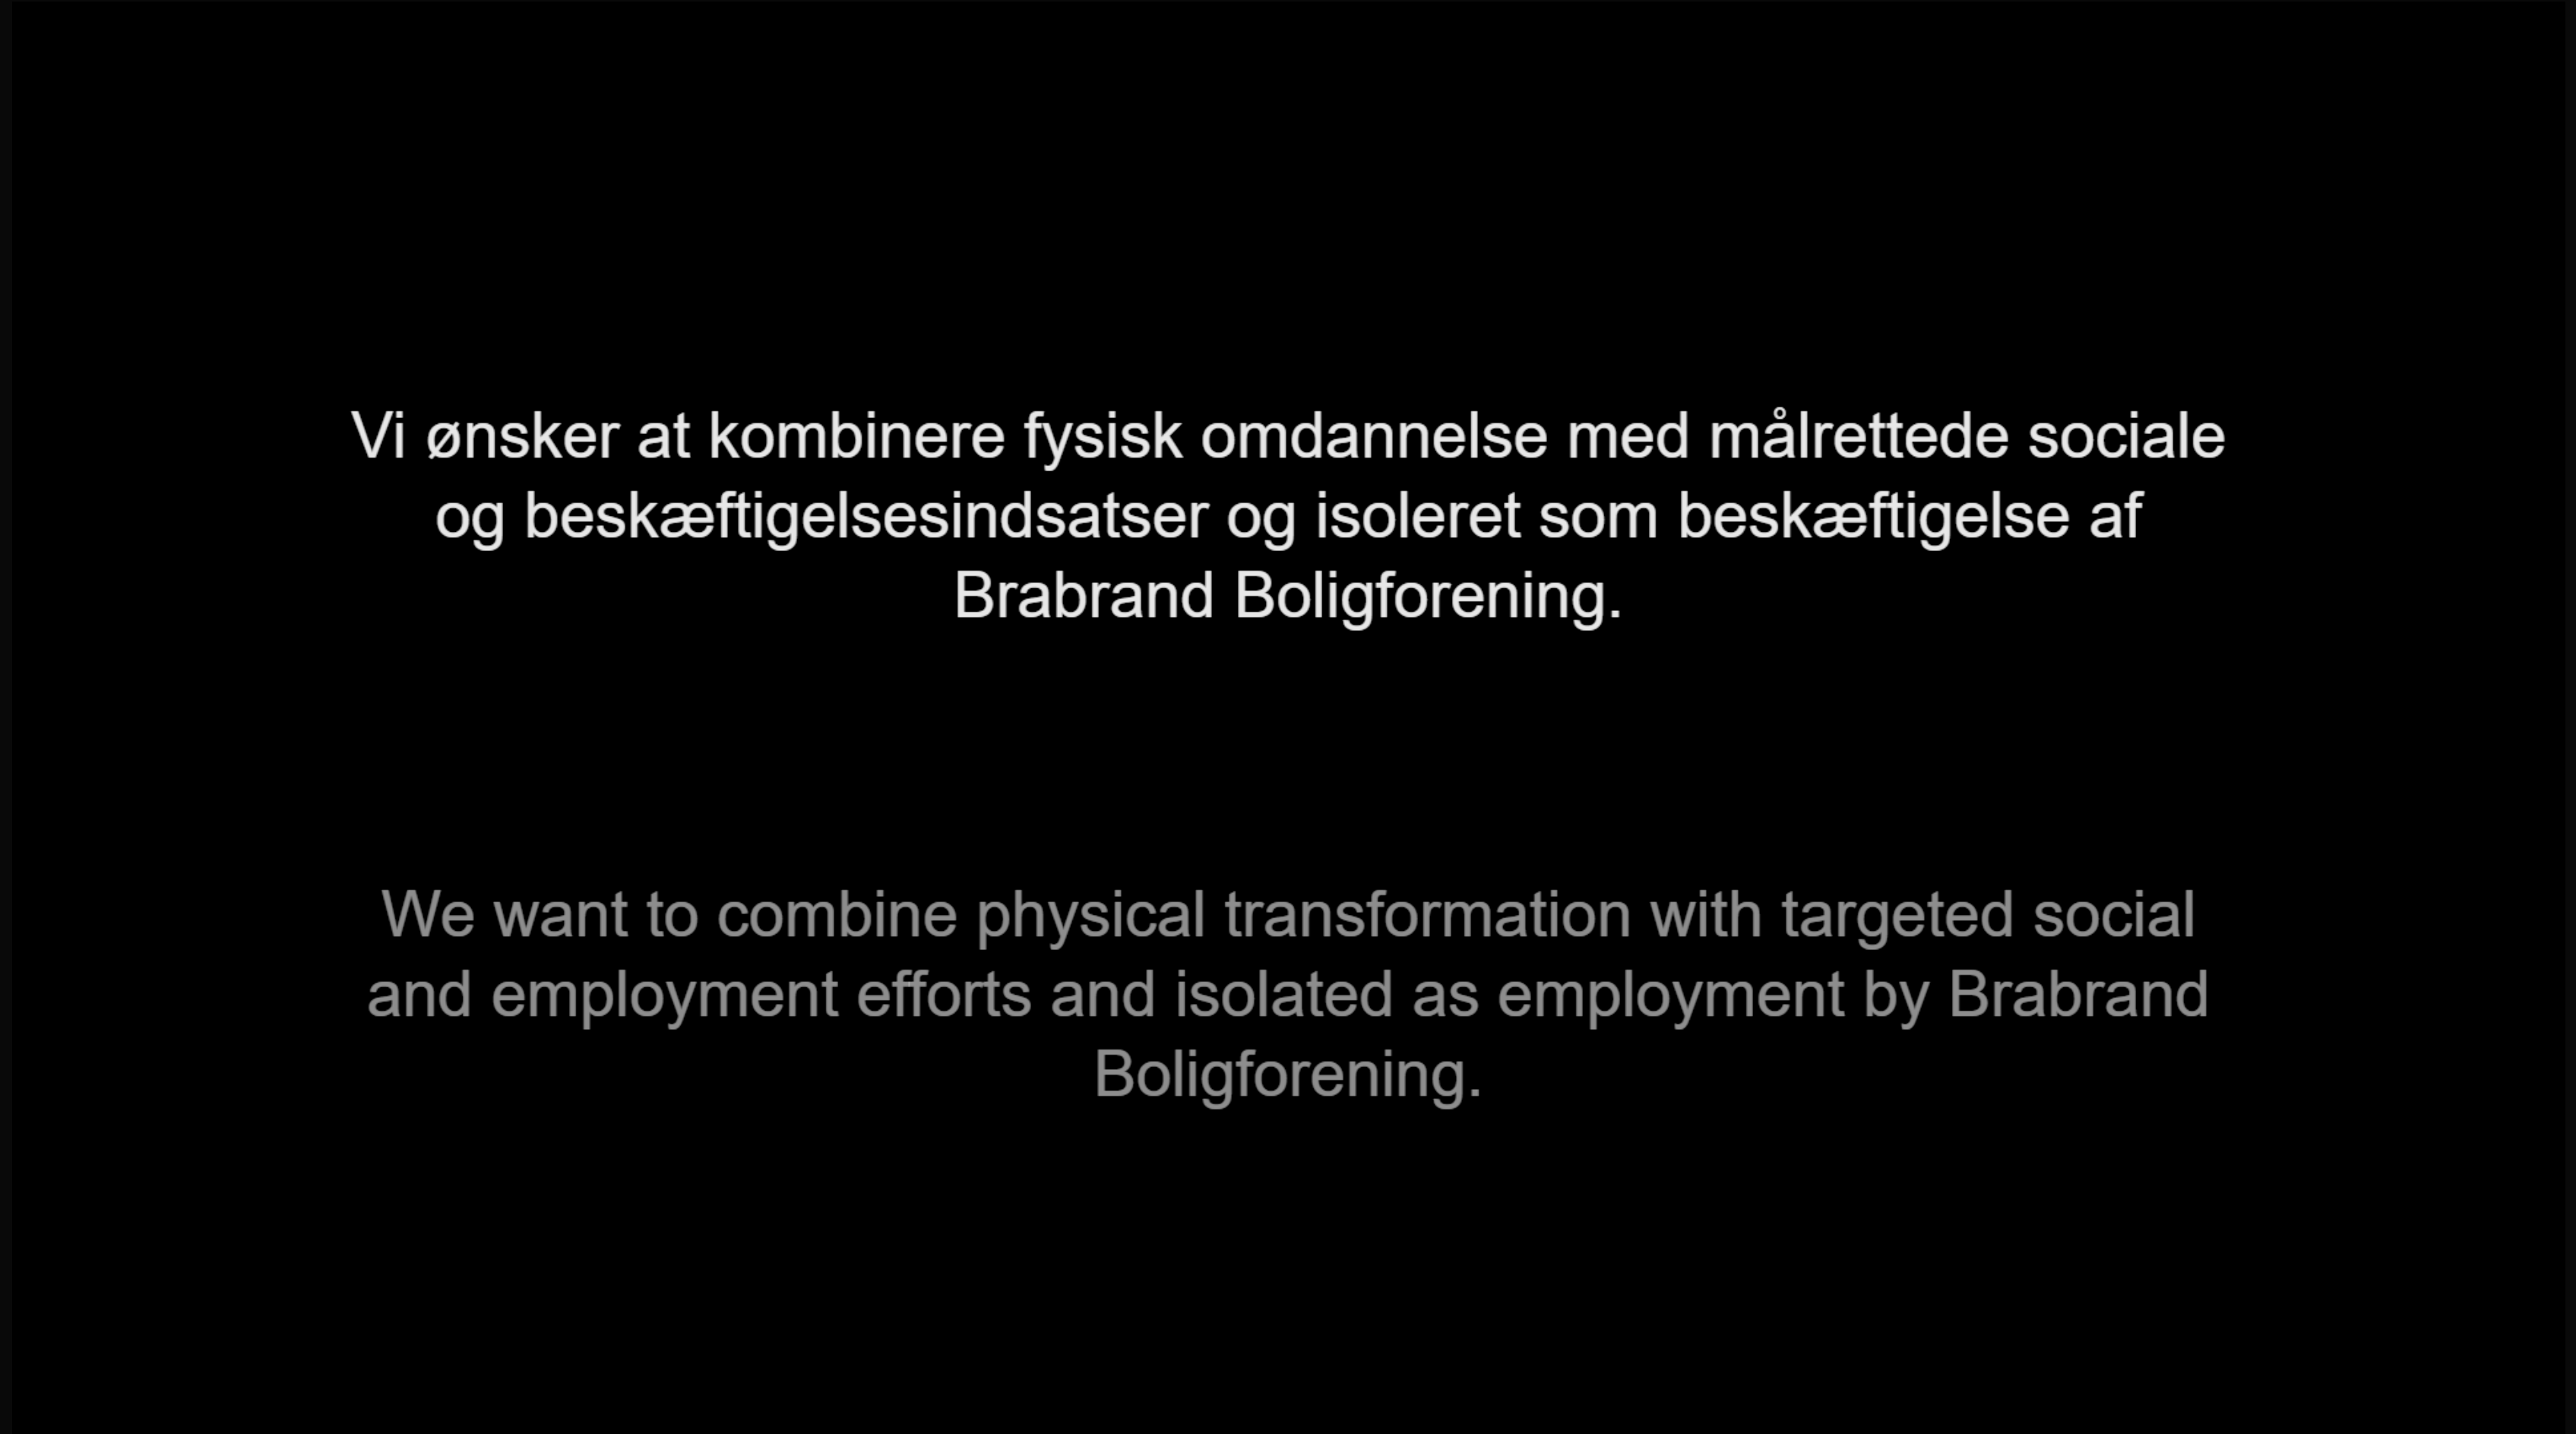 Vi ønsker at kombinere fysisk omdannelse med målrettede sociale
og beskæftigelsesindsatser og isoleret som beskæftigelse af
Brabrand Boligforening.
We want to combine physical transformation with targeted social
and employment efforts and isolated as employment by Brabrand
Boligforening.